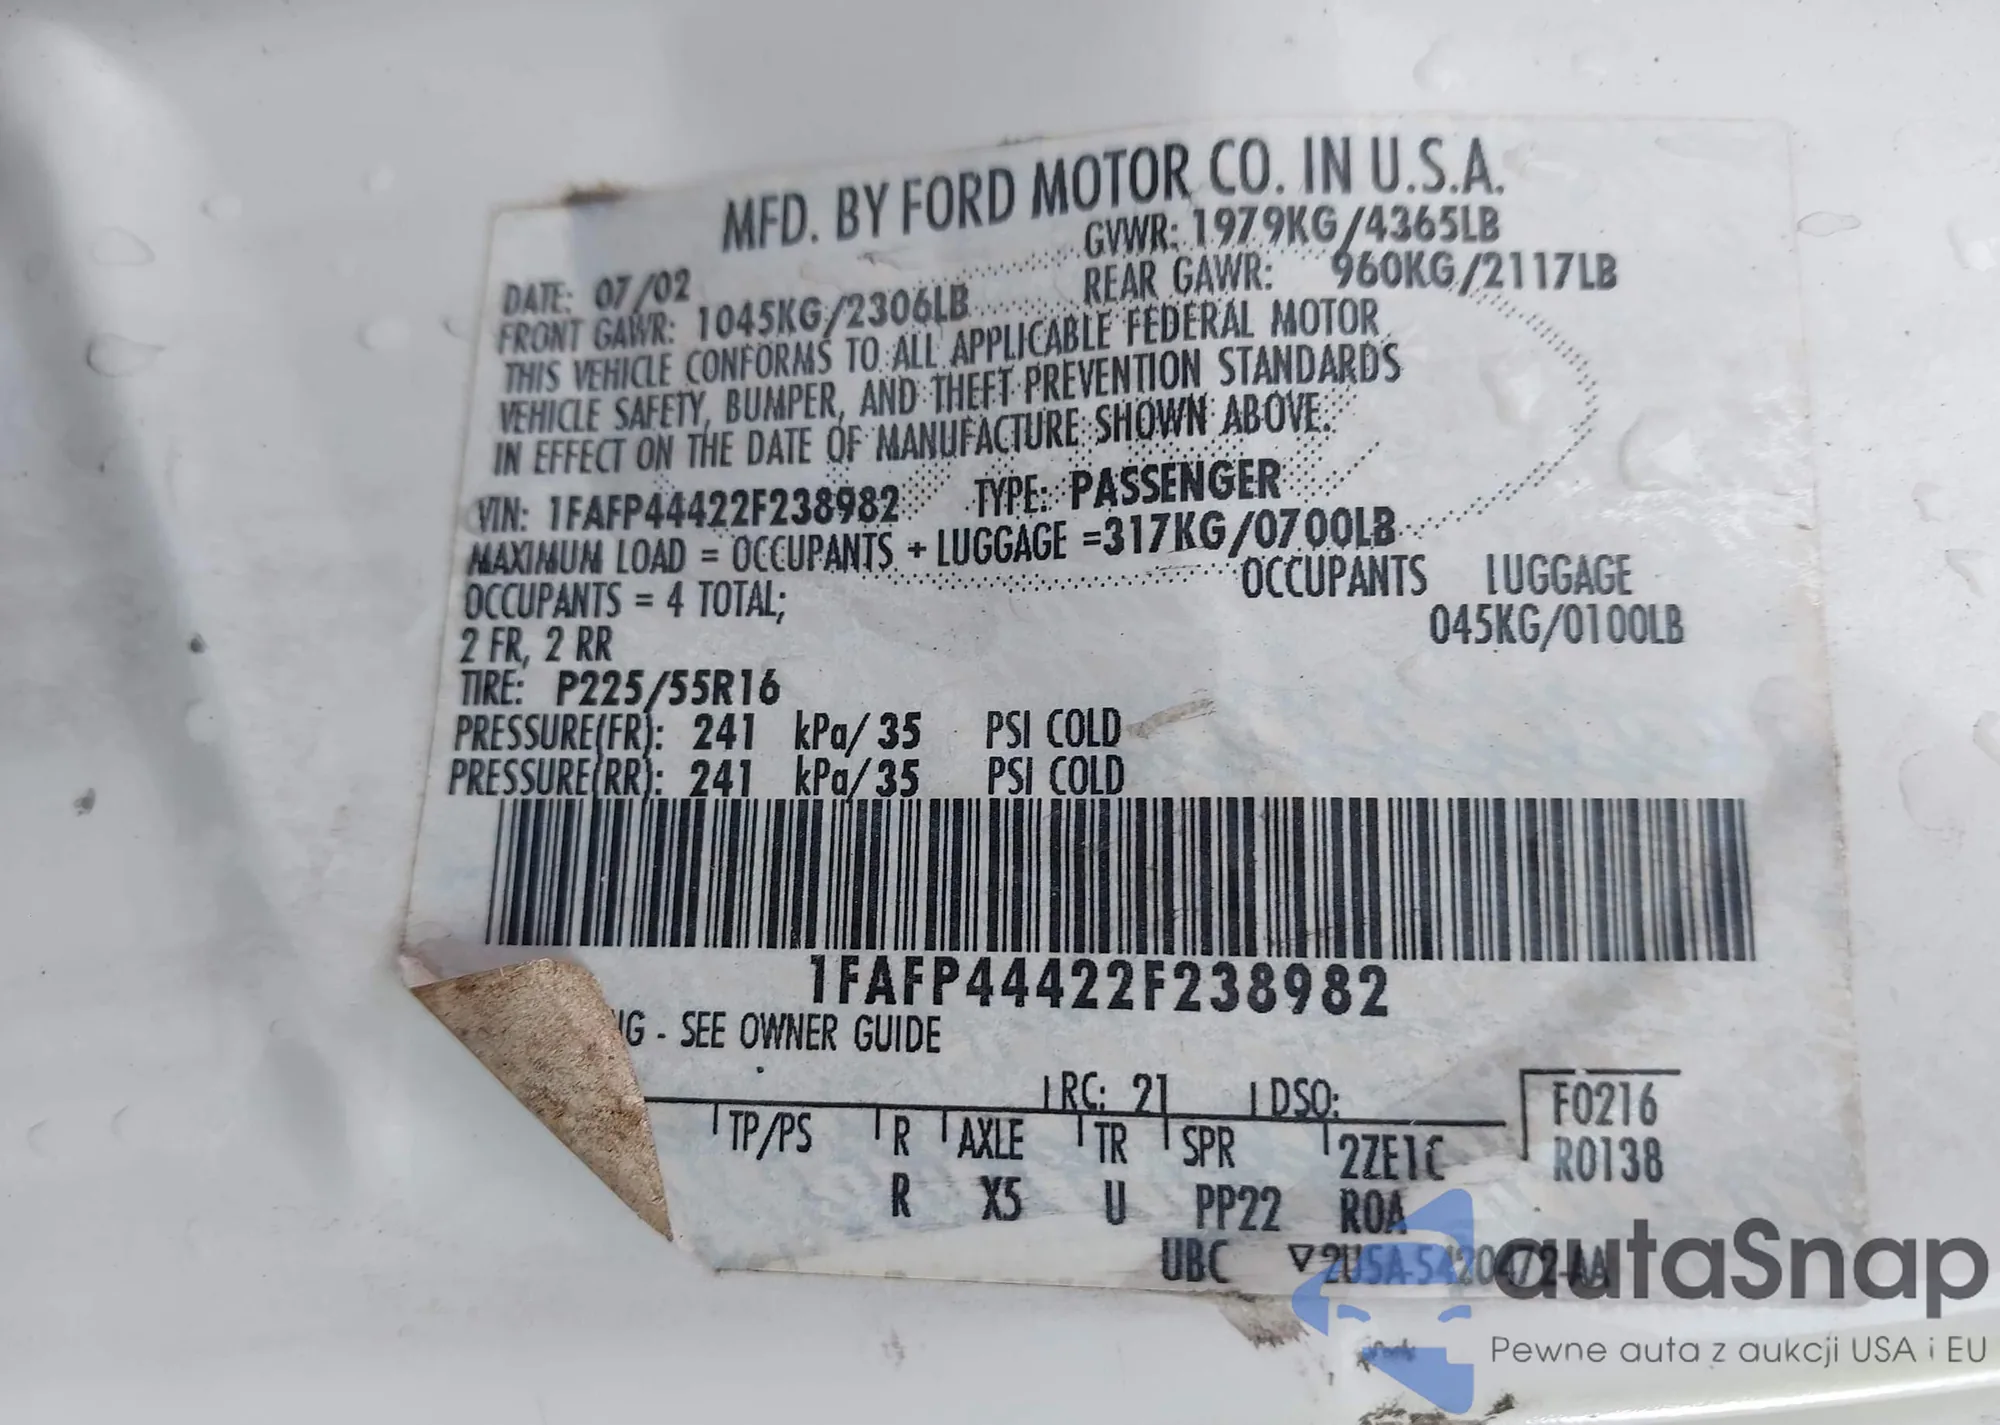 MFD. BY FORD MOTOR CO. IN U.S.A.
DATE: 07/02 GVWR: 1979KG/4365LB
FRONT GAWR: 1045KG/2306LB REAR GAWR: 960KG/2117LB
THIS VEHICLE CONFORMS TO ALL APPLICABLE FEDERAL MOTOR
VEHICLE SAFETY, BUMPER, AND THEFT PREVENTION STANDARDS
IN EFFECT ON THE DATE OF MANUFACTURE SHOWN ABOVE.
VIN: 1FAFP44422F238982 TYPE: PASSENGER
MAXIMUM LOAD = OCCUPANTS + LUGGAGE =317KG/0700LB
OCCUPANTS = 4 TOTAL; OCCUPANTS LUGGAGE
2 FR, 2 RR 045KG/0100LB
TIRE: P225/55R16
PRESSURE(FR): 241 kPa/35 PSI COLD
PRESSURE(RR): 241 kPa/35 PSI COLD
1FAFP44422F238982
- SEE OWNER GUIDE
RC: 21 DSO: F0216
TP/PS R AXLE TR SPR 2ZE1C R0138
R X5 U PP22 ROA
UBC ▽2U5A-5420472-AA
autaSnap
Pewne auta z aukcji USA i EU